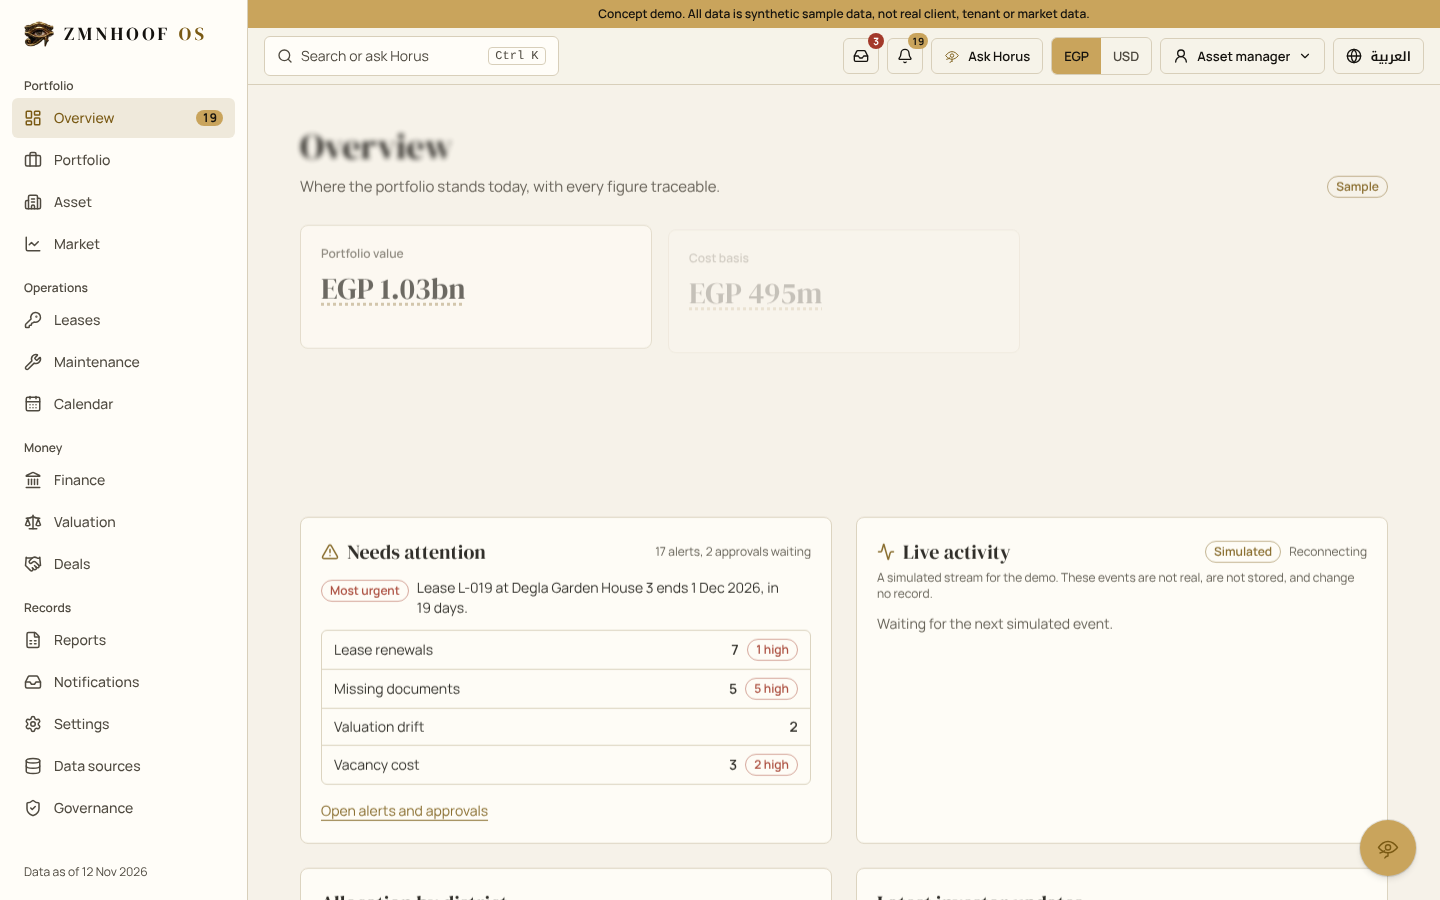 ZMNHOOF OS
Portfolio
Overview 19
Portfolio
Asset
Market
Operations
Leases
Maintenance
Calendar
Money
Finance
Valuation
Deals
Records
Reports
Notifications
Settings
Data sources
Governance
Data as of 12 Nov 2026
Concept demo. All data is synthetic sample data, not real client, tenant or market data.
Search or ask Horus Ctrl K
3
19
Ask Horus
EGP USD
Asset manager
العربية
Overview
Where the portfolio stands today, with every figure traceable.
Sample
Portfolio value
EGP 1.03bn
Cost basis
EGP 495m
Needs attention
17 alerts, 2 approvals waiting
Most urgent
Lease L-019 at Degla Garden House 3 ends 1 Dec 2026, in
19 days.
Lease renewals 7 1 high
Missing documents 5 5 high
Valuation drift 2
Vacancy cost 3 2 high
Open alerts and approvals
Live activity
Simulated Reconnecting
A simulated stream for the demo. These events are not real, are not stored, and change
no record.
Waiting for the next simulated event.
Allocation by district
Latest investor updates